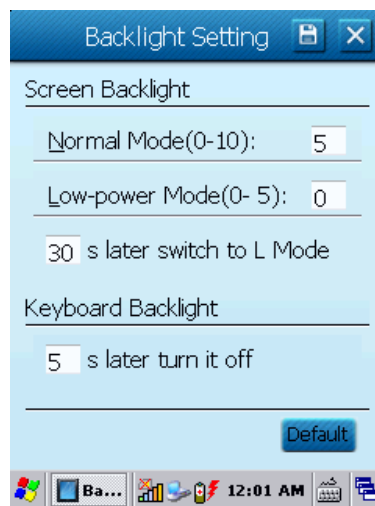 Backlight Setting
Screen Backlight
Normal Mode(0-10): 5
Low-power Mode(0- 5): 0
30 s later switch to L Mode
Keyboard Backlight
5 s later turn it off
Default
Ba... 12:01 AM